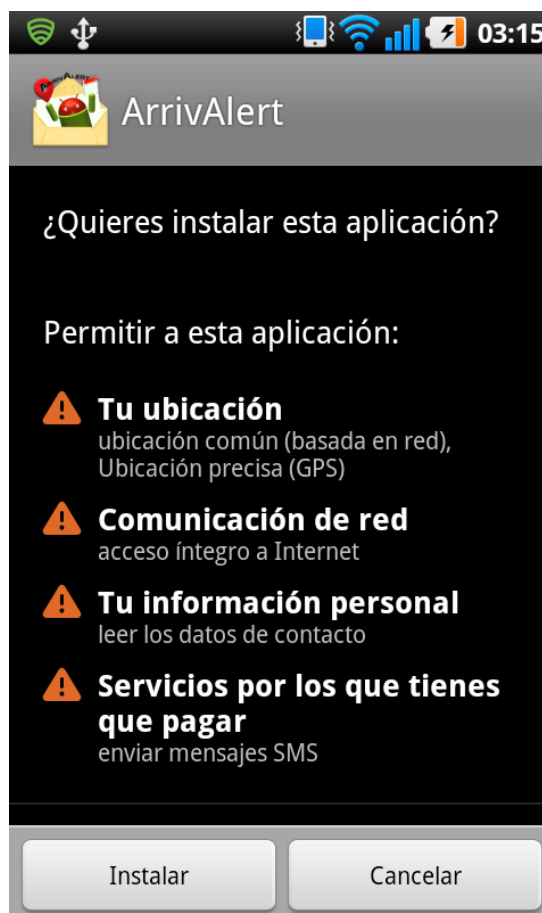 03:15
ARRIVALERT
ArrivAlert
¿Quieres instalar esta aplicación?
Permitir a esta aplicación:
Tu ubicación
ubicación común (basada en red),
Ubicación precisa (GPS)
Comunicación de red
acceso íntegro a Internet
Tu información personal
leer los datos de contacto
Servicios por los que tienes
que pagar
enviar mensajes SMS
Instalar
Cancelar